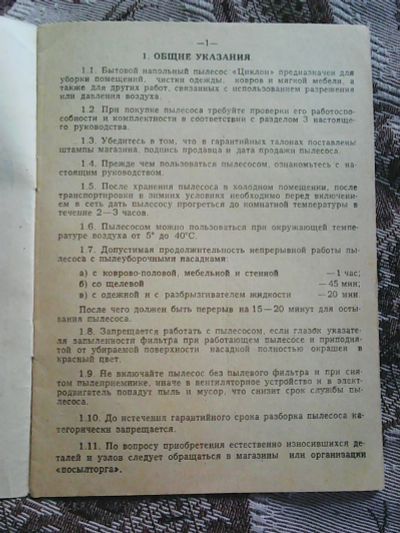 —1—
1. ОБЩИЕ УКАЗАНИЯ
1.1. Бытовой напольный пылесос «Циклон» предназначен для
уборки помещений, чистки одежды, ковров и мягкой мебели, а
также для других работ, связанных с использованием разрежения
или давления воздуха.
1.2. При покупке пылесоса требуйте проверки его работоспо-
собности и комплектности в соответствии с разделом 3 настояще-
го руководства.
1.3. Убедитесь в том, что в гарантийных талонах поставлены
штампы магазина, подпись продавца и дата продажи пылесоса.
1.4. Прежде чем пользоваться пылесосом, ознакомьтесь с на-
стоящим руководством.
1.5. После хранения пылесоса в холодном помещении, после
транспортировки в зимних условиях необходимо перед включени-
ем в сеть дать пылесосу прогреться до комнатной температуры в
течение 2—3 часов.
1.6. Пылесосом можно пользоваться при окружающей темпе-
ратуре воздуха от 5° до 40°С.
1.7. Допустимая продолжительность непрерывной работы пы-
лесоса с пылеуборочными насадками:
а) с коврово-половой, мебельной и стенной —1 час;
б) со щелевой — 45 мин;
в) с одежной и с разбрызгивателем жидкости — 20 мин.
После чего должен быть перерыв на 15—20 минут для осты-
вания пылесоса.
1.8. Запрещается работать с пылесосом, если глазок указате-
ля запыленности фильтра при работающем пылесосе и приподня-
той от убираемой поверхности насадкой полностью окрашен в
красный цвет.
1.9. Не включайте пылесос без пылевого фильтра и при сня-
том пылеприемнике, иначе в вентиляторное устройство и в элект-
родвигатель попадут пыль и мусор, что снизит срок службы пы-
лесоса.
1.10. До истечения гарантийного срока разборка пылесоса ка-
тегорически запрещается.
1.11. По вопросу приобретения естественно износившихся де-
талей и узлов следует обращаться в магазины или организации
«посылторга».